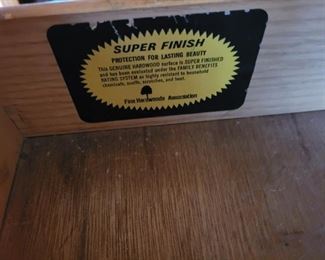 SUPER FINISH
PROTECTION FOR LASTING BEAUTY
This GENUINE HARDWOOD surface is SUPER FINISHED
and has been evaluated under the FAMILY BENEFITS
RATING SYSTEM as highly resistant to household
chemicals, scuffs, scratches, and heat.
Fine Hardwoods Association